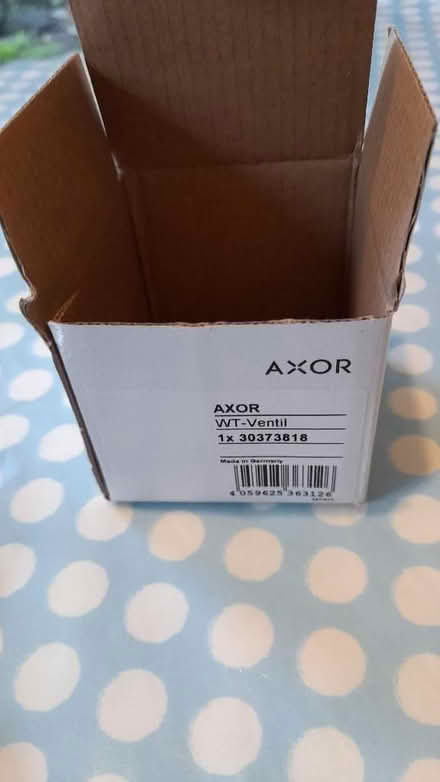 AXOR
AXOR
WT-Ventil
1x 30373818
Made in Germany
4 059625 363126